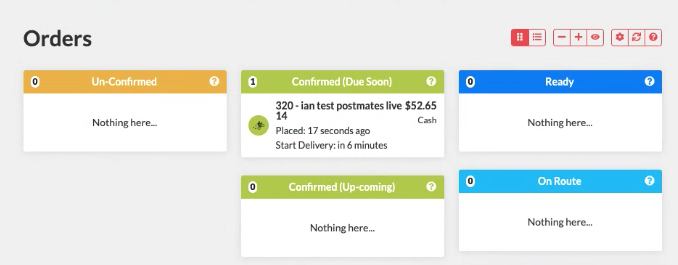 Orders
0 Un-Confirmed
Nothing here...
1 Confirmed (Due Soon)
320 - ian test postmates live $52.65
14
Cash
Placed: 17 seconds ago
Start Delivery: in 6 minutes
0 Confirmed (Up-coming)
Nothing here...
0 Ready
Nothing here...
0 On Route
Nothing here...